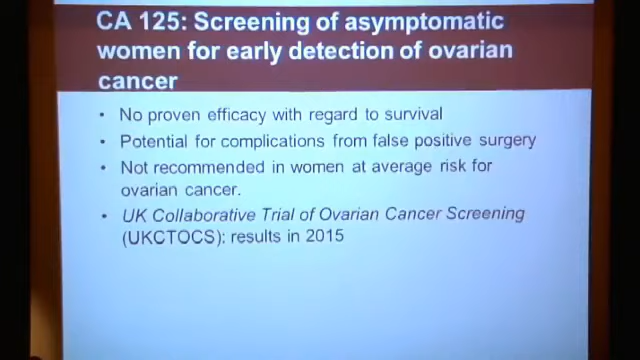 CA 125: Screening of asymptomatic
women for early detection of ovarian
cancer
• No proven efficacy with regard to survival
• Potential for complications from false positive surgery
• Not recommended in women at average risk for
ovarian cancer.
• UK Collaborative Trial of Ovarian Cancer Screening
(UKCTOCS): results in 2015